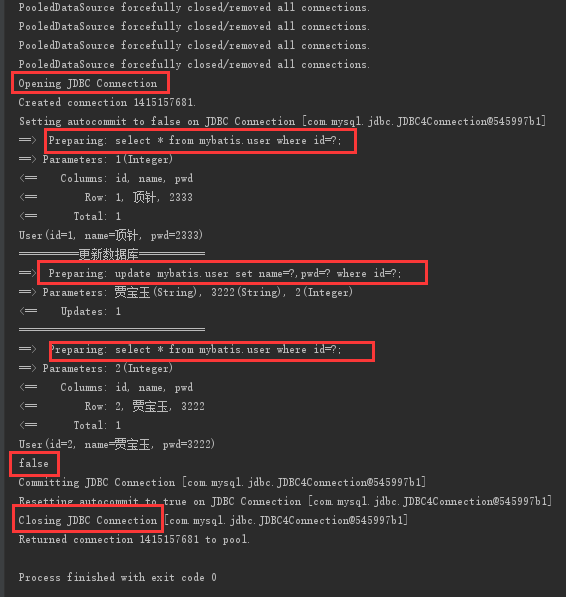 PooledDataSource forcefully closed/removed all connections.
PooledDataSource forcefully closed/removed all connections.
PooledDataSource forcefully closed/removed all connections.
PooledDataSource forcefully closed/removed all connections.
Opening JDBC Connection
Created connection 1415157681.
Setting autocommit to false on JDBC Connection [com.mysql.jdbc.JDBC4Connection@545997b1]
==>  Preparing: select * from mybatis.user where id=?;
==> Parameters: 1(Integer)
<==    Columns: id, name, pwd
<==        Row: 1, 顶针, 2333
<==      Total: 1
User(id=1, name=顶针, pwd=2333)
==========更新数据库===========
==>  Preparing: update mybatis.user set name=?,pwd=? where id=?;
==> Parameters: 贾宝玉(String), 3222(String), 2(Integer)
<==    Updates: 1
===============================
==>  Preparing: select * from mybatis.user where id=?;
==> Parameters: 2(Integer)
<==    Columns: id, name, pwd
<==        Row: 2, 贾宝玉, 3222
<==      Total: 1
User(id=2, name=贾宝玉, pwd=3222)
false
Committing JDBC Connection [com.mysql.jdbc.JDBC4Connection@545997b1]
Resetting autocommit to true on JDBC Connection [com.mysql.jdbc.JDBC4Connection@545997b1]
Closing JDBC Connection [com.mysql.jdbc.JDBC4Connection@545997b1]
Returned connection 1415157681 to pool.
Process finished with exit code 0